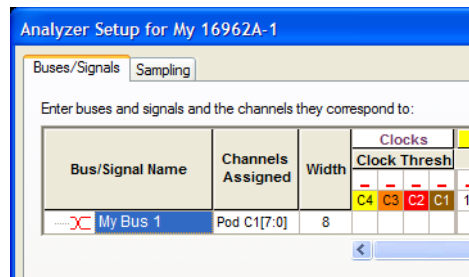 Analyzer Setup for My 16962A-1
Buses/Signals Sampling
Enter buses and signals and the channels they correspond to:
Clocks
Bus/Signal Name Channels Assigned Width Clock Thresh
C4 C3 C2 C1 1
My Bus 1 Pod C1[7:0] 8